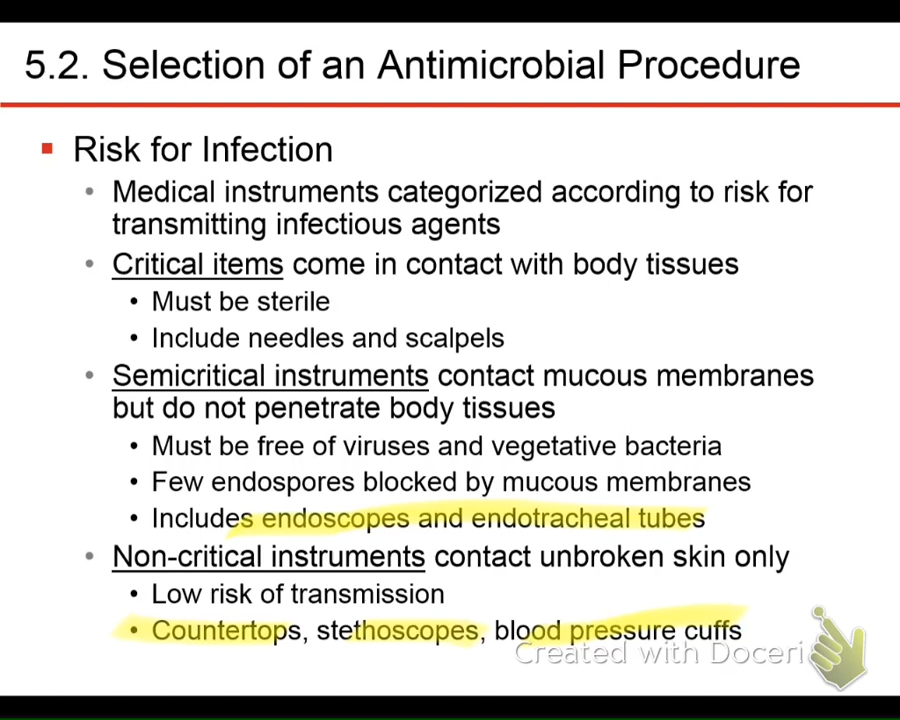 5.2. Selection of an Antimicrobial Procedure
▪ Risk for Infection
• Medical instruments categorized according to risk for
transmitting infectious agents
• Critical items come in contact with body tissues
• Must be sterile
• Include needles and scalpels
• Semicritical instruments contact mucous membranes
but do not penetrate body tissues
• Must be free of viruses and vegetative bacteria
• Few endospores blocked by mucous membranes
• Includes endoscopes and endotracheal tubes
• Non-critical instruments contact unbroken skin only
• Low risk of transmission
• Countertops, stethoscopes, blood pressure cuffs
Created with Doceri